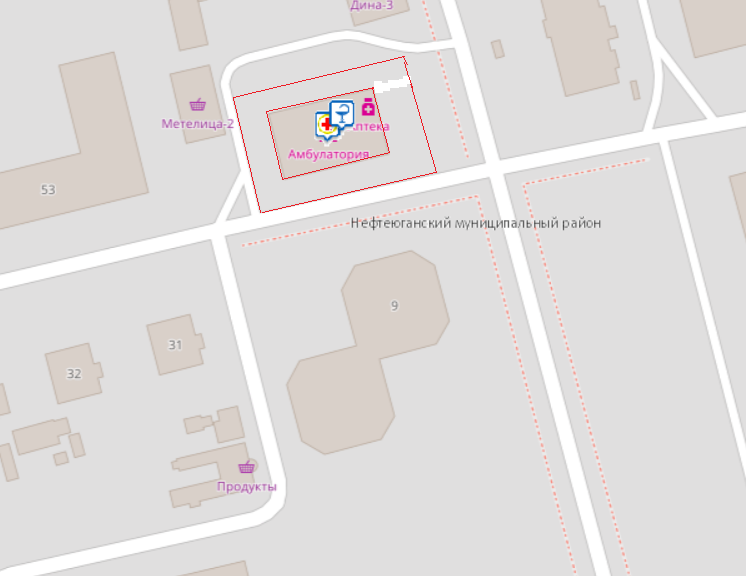 Дина-3
Метелица-2
Аптека
Амбулатория
53
Нефтеюганский муниципальный район
9
31
32
Продукты